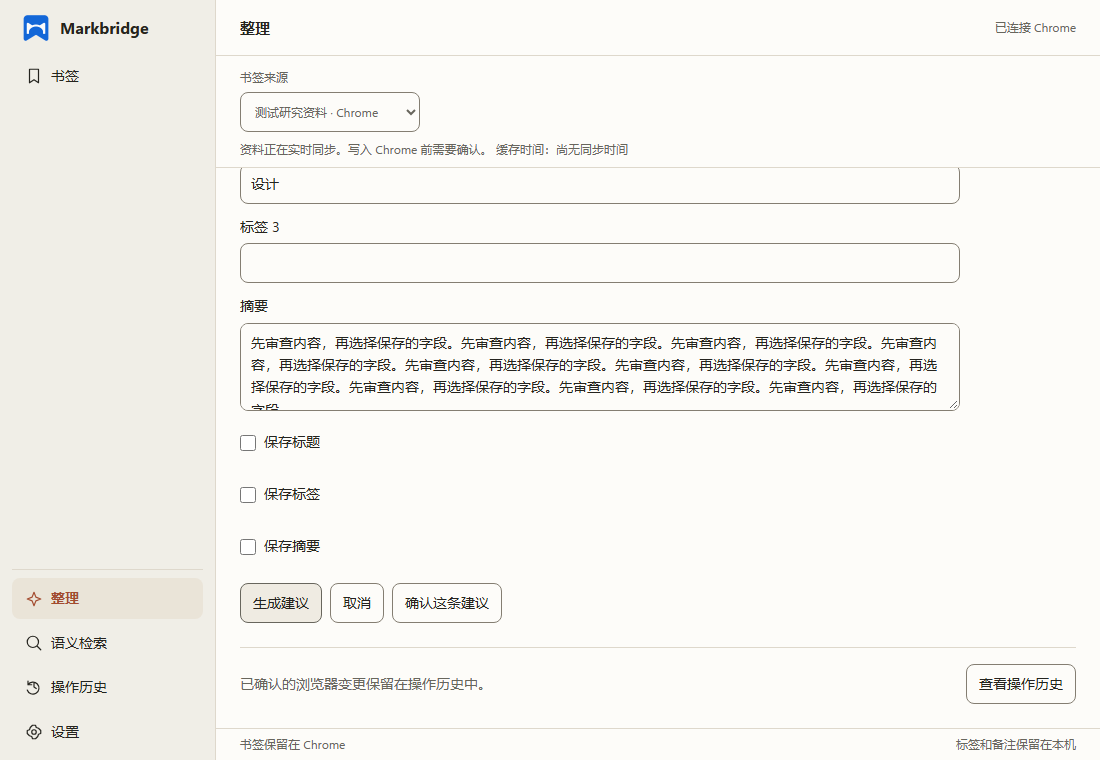 Markbridge
书签
整理
语义检索
操作历史
设置
整理
已连接 Chrome
书签来源
测试研究资料 · Chrome
资料正在实时同步。写入 Chrome 前需要确认。 缓存时间：尚无同步时间
设计
标签 3
摘要
先审查内容，再选择保存的字段。先审查内容，再选择保存的字段。先审查内容，再选择保存的字段。先审查内
容，再选择保存的字段。先审查内容，再选择保存的字段。先审查内容，再选择保存的字段。先审查内容，再选
择保存的字段。先审查内容，再选择保存的字段。先审查内容，再选择保存的字段。先审查内容，再选择保存的
字段
保存标题
保存标签
保存摘要
生成建议
取消
确认这条建议
已确认的浏览器变更保留在操作历史中。
查看操作历史
书签保留在 Chrome
标签和备注保留在本机